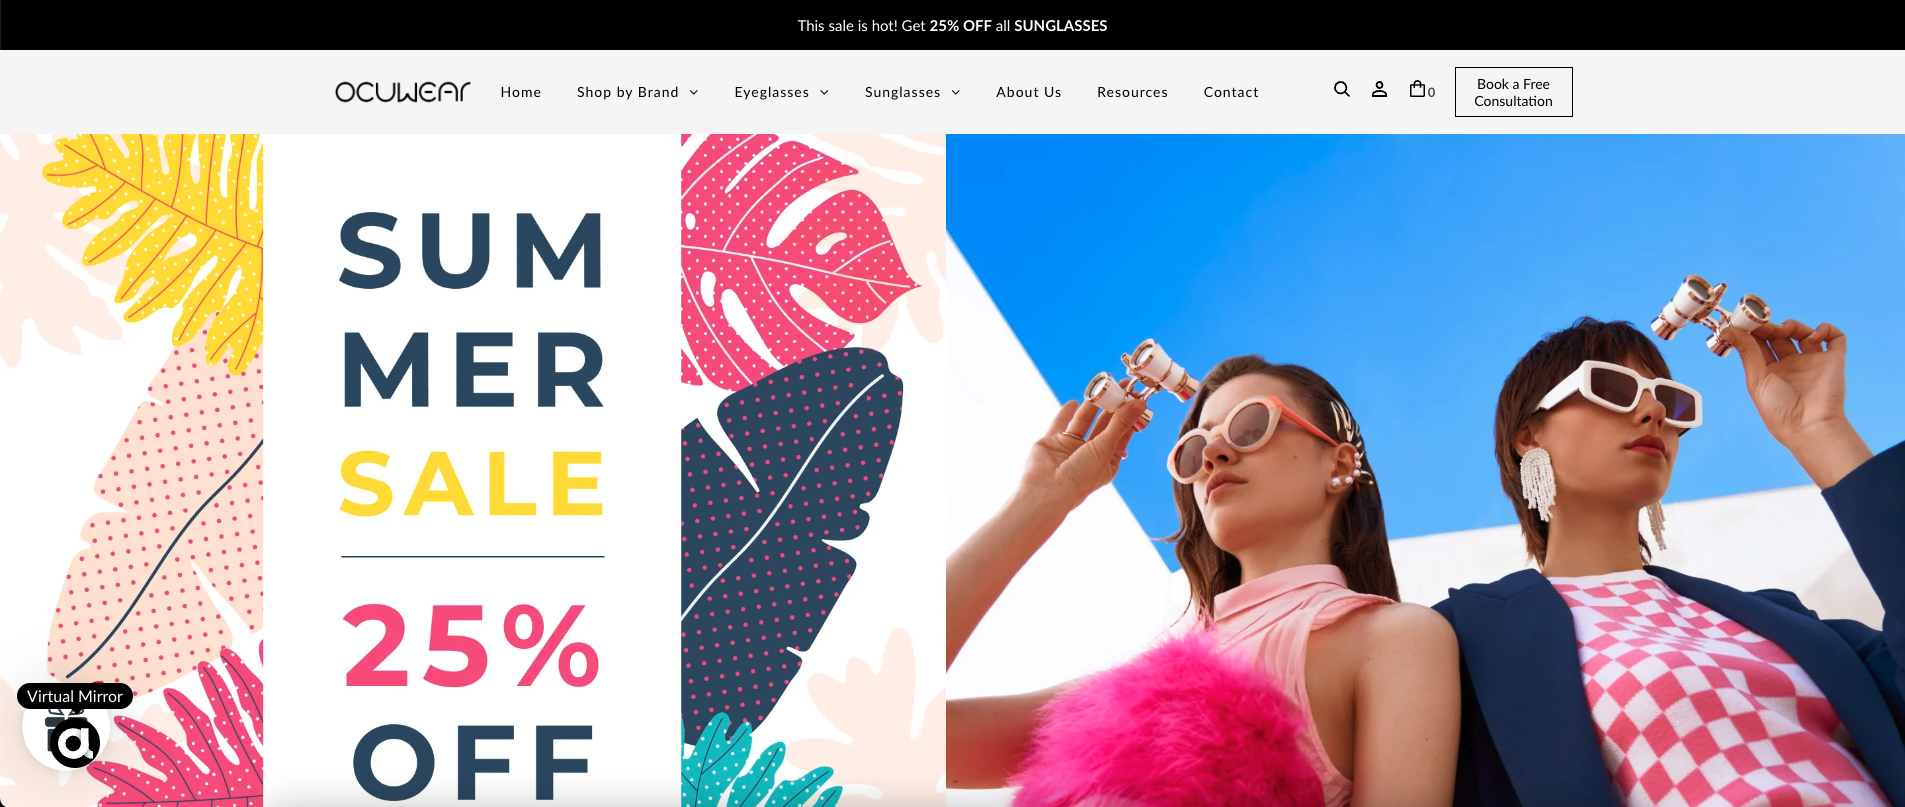 This sale is hot! Get 25% OFF all SUNGLASSES
OCUWEAR
Home
Shop by Brand
Eyeglasses
Sunglasses
About Us
Resources
Contact
0
Book a Free
Consultation
SUM
MER
SALE
25%
OFF
Virtual Mirror
a